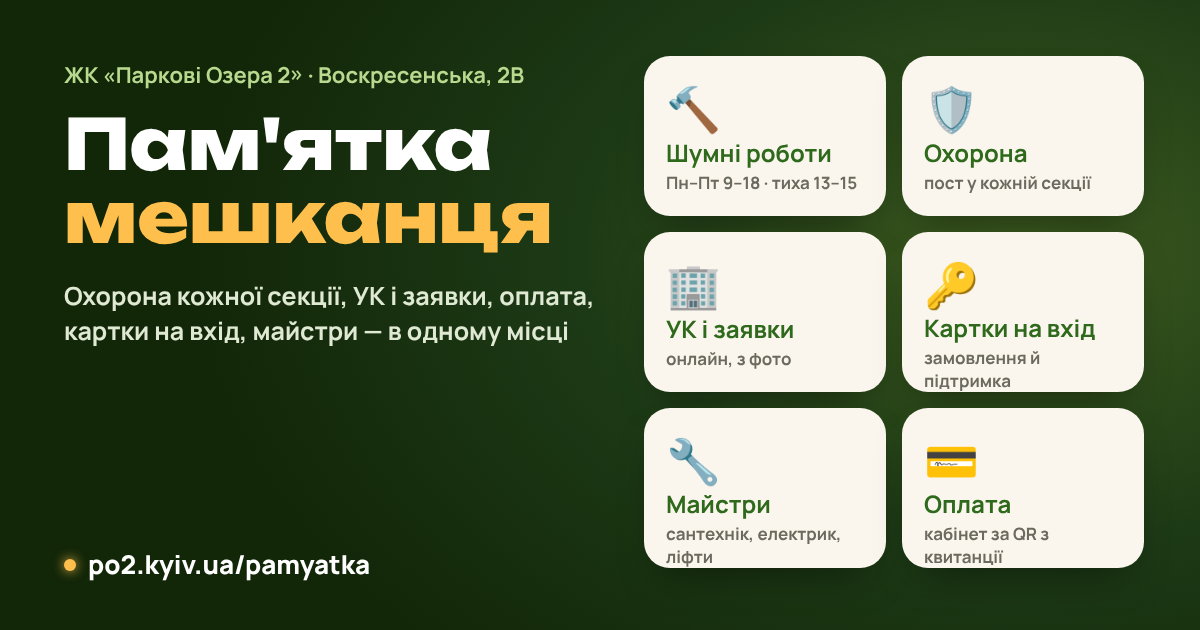 ЖК «Паркові Озера 2» · Воскресенська, 2В
Пам'ятка
мешканця
Охорона кожної секції, УК і заявки, оплата,
картки на вхід, майстри — в одному місці
po2.kyiv.ua/pamyatka
Шумні роботи
Пн–Пт 9–18 · тиха 13–15
Охорона
пост у кожній секції
УК і заявки
онлайн, з фото
Картки на вхід
замовлення й
підтримка
Майстри
сантехнік, електрик,
ліфти
Оплата
кабінет за QR з
квитанції